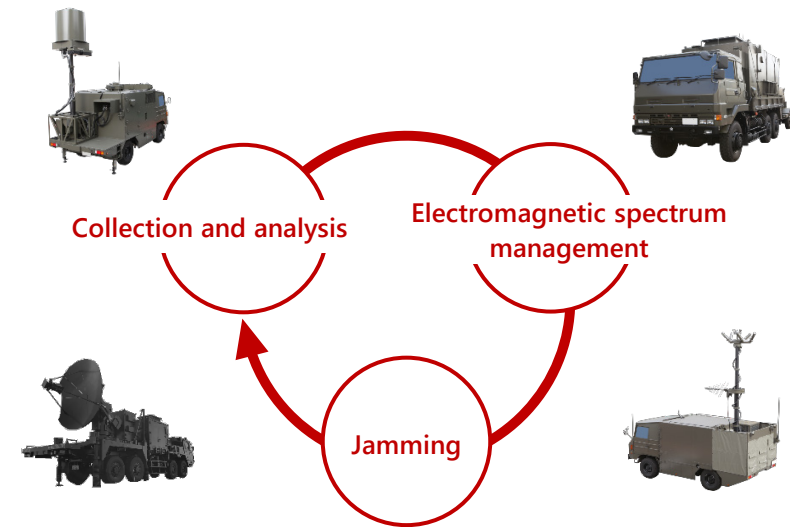 Collection and analysis
Electromagnetic spectrum
management
Jamming